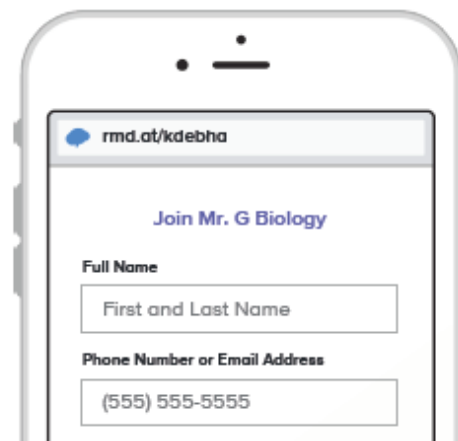 rmd.at/kdebha
Join Mr. G Biology
Full Name
First and Last Name
Phone Number or Email Address
(555) 555-5555